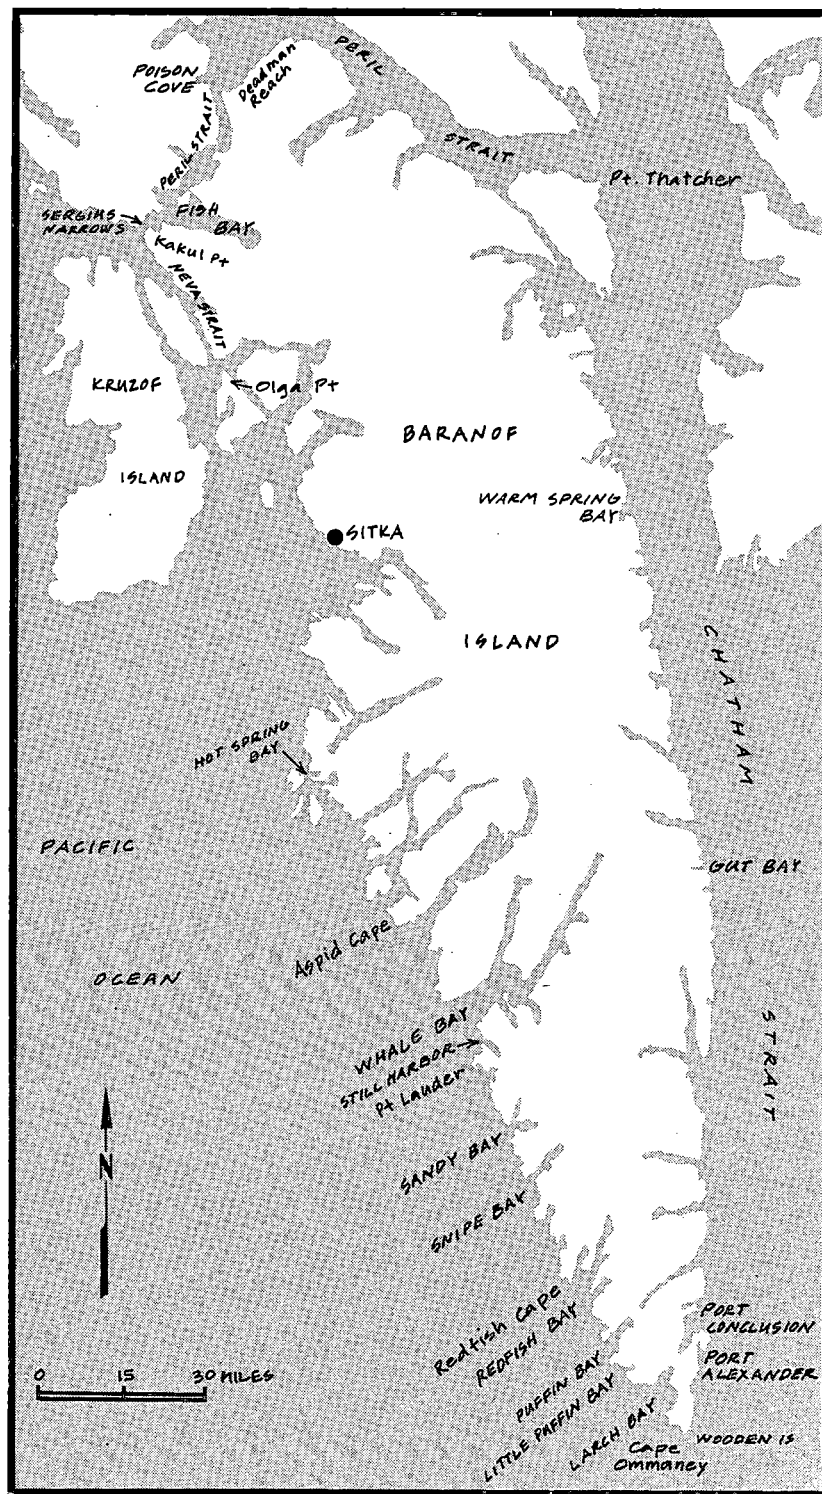 PERIL
STRAIT
POISON
COVE
Deadman
Reach
PERIL STRAIT
Pt. Thatcher
SERGIUS
NARROWS
FISH
BAY
Kakul Pt
NEVA STRAIT
KRUZOF
ISLAND
Olga Pt
BARANOF
ISLAND
WARM SPRING
BAY
SITKA
CHATHAM
STRAIT
HOT SPRING
BAY
PACIFIC
OCEAN
GUT BAY
Aspid Cape
WHALE BAY
STILL HARBOR
Pt Lauder
SANDY BAY
SNIPE BAY
N
Redfish Cape
REDFISH BAY
PORT
CONCLUSION
PORT
ALEXANDER
PUFFIN BAY
LITTLE PUFFIN BAY
LARCH BAY
Cape
Ommaney
WOODEN IS
0 15 30 MILES